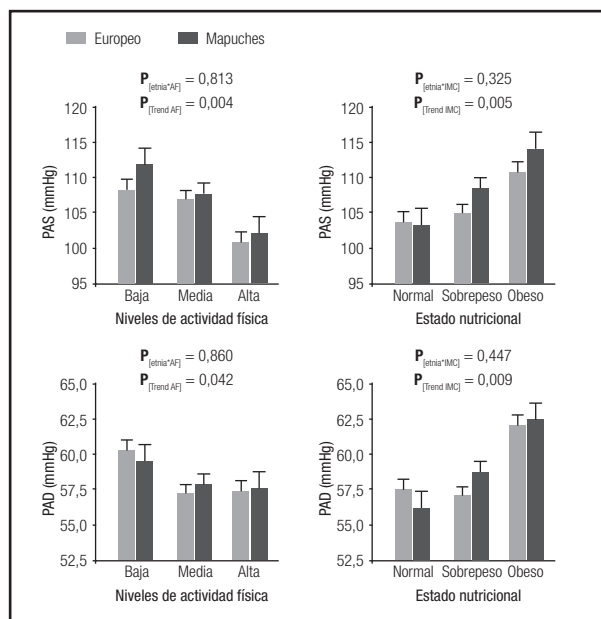 Europeo Mapuches
P[etnia*AF] = 0,813
P[Trend AF] = 0,004
PAS (mmHg)
120
115
110
105
100
95
Baja Media Alta
Niveles de actividad física
P[etnia*IMC] = 0,325
P[Trend IMC] = 0,005
PAS (mmHg)
120
115
110
105
100
95
Normal Sobrepeso Obeso
Estado nutricional
P[etnia*AF] = 0,860
P[Trend AF] = 0,042
PAD (mmHg)
65,0
62,5
60,0
57,5
55,0
52,5
Baja Media Alta
Niveles de actividad física
P[etnia*IMC] = 0,447
P[Trend IMC] = 0,009
PAD (mmHg)
65,0
62,5
60,0
57,5
55,0
52,5
Normal Sobrepeso Obeso
Estado nutricional